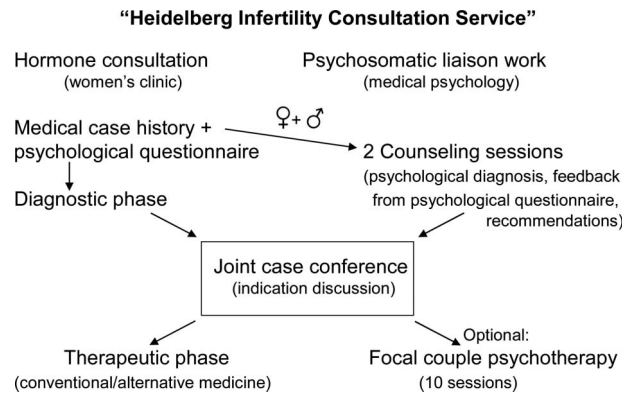 “Heidelberg Infertility Consultation Service”
Hormone consultation
(women’s clinic)
Psychosomatic liaison work
(medical psychology)
Medical case history +
psychological questionnaire
♀+♂
2 Counseling sessions
(psychological diagnosis, feedback
from psychological questionnaire,
recommendations)
Diagnostic phase
Joint case conference
(indication discussion)
Therapeutic phase
(conventional/alternative medicine)
Optional:
Focal couple psychotherapy
(10 sessions)